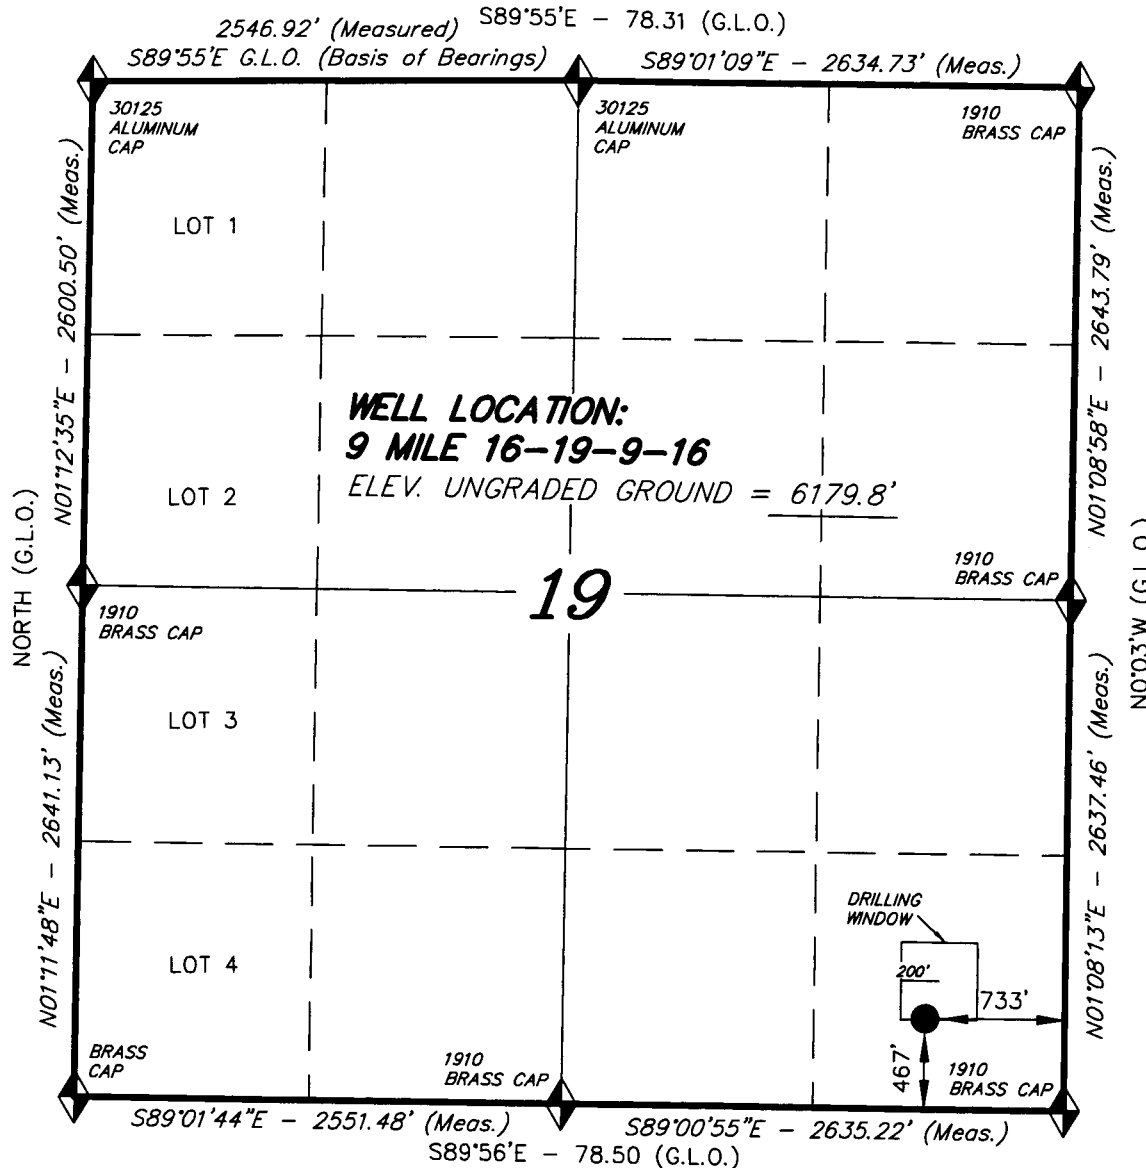 S89°55'E - 78.31 (G.L.O.)
2546.92' (Measured)
S89°55'E G.L.O. (Basis of Bearings)
S89°01'09"E - 2634.73' (Meas.)
30125
ALUMINUM
CAP
30125
ALUMINUM
CAP
1910
BRASS CAP
N01°12'35"E - 2600.50' (Meas.)
LOT 1
N01°08'58"E - 2643.79' (Meas.)
WELL LOCATION:
9 MILE 16-19-9-16
ELEV. UNGRADED GROUND = 6179.8'
LOT 2
NORTH (G.L.O.)
19
1910
BRASS CAP
N0°03'W (G.L.O.)
1910
BRASS CAP
N01°11'48"E - 2641.13' (Meas.)
LOT 3
N01°08'13"E - 2637.46' (Meas.)
DRILLING
WINDOW
LOT 4
200'
733'
467'
BRASS
CAP
1910
BRASS CAP
1910
BRASS CAP
S89°01'44"E - 2551.48' (Meas.)
S89°00'55"E - 2635.22' (Meas.)
S89°56'E - 78.50 (G.L.O.)